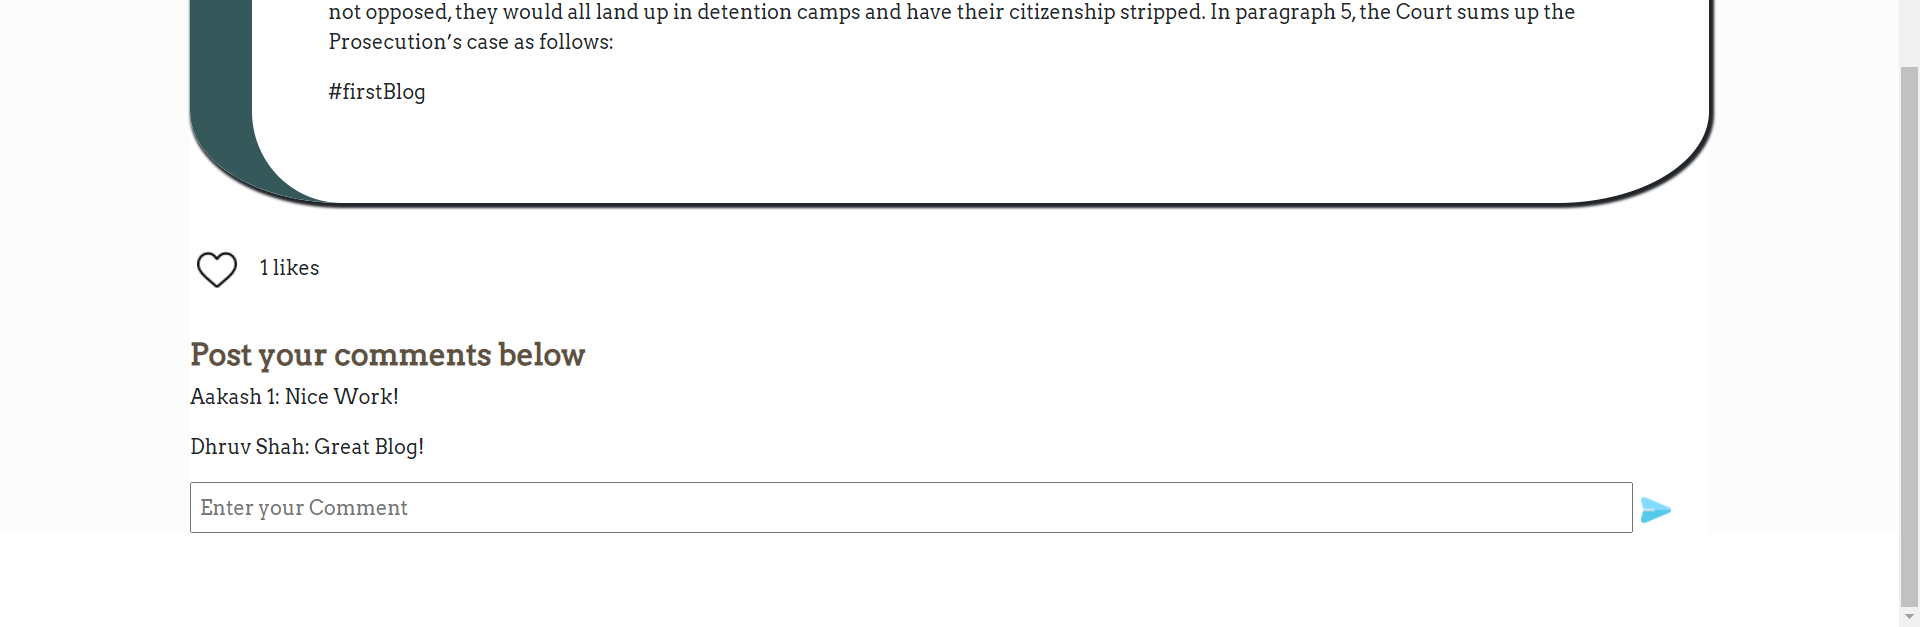 not opposed, they would all land up in detention camps and have their citizenship stripped. In paragraph 5, the Court sums up the
Prosecution’s case as follows:
#firstBlog
1 likes
Post your comments below
Aakash 1: Nice Work!
Dhruv Shah: Great Blog!
Enter your Comment